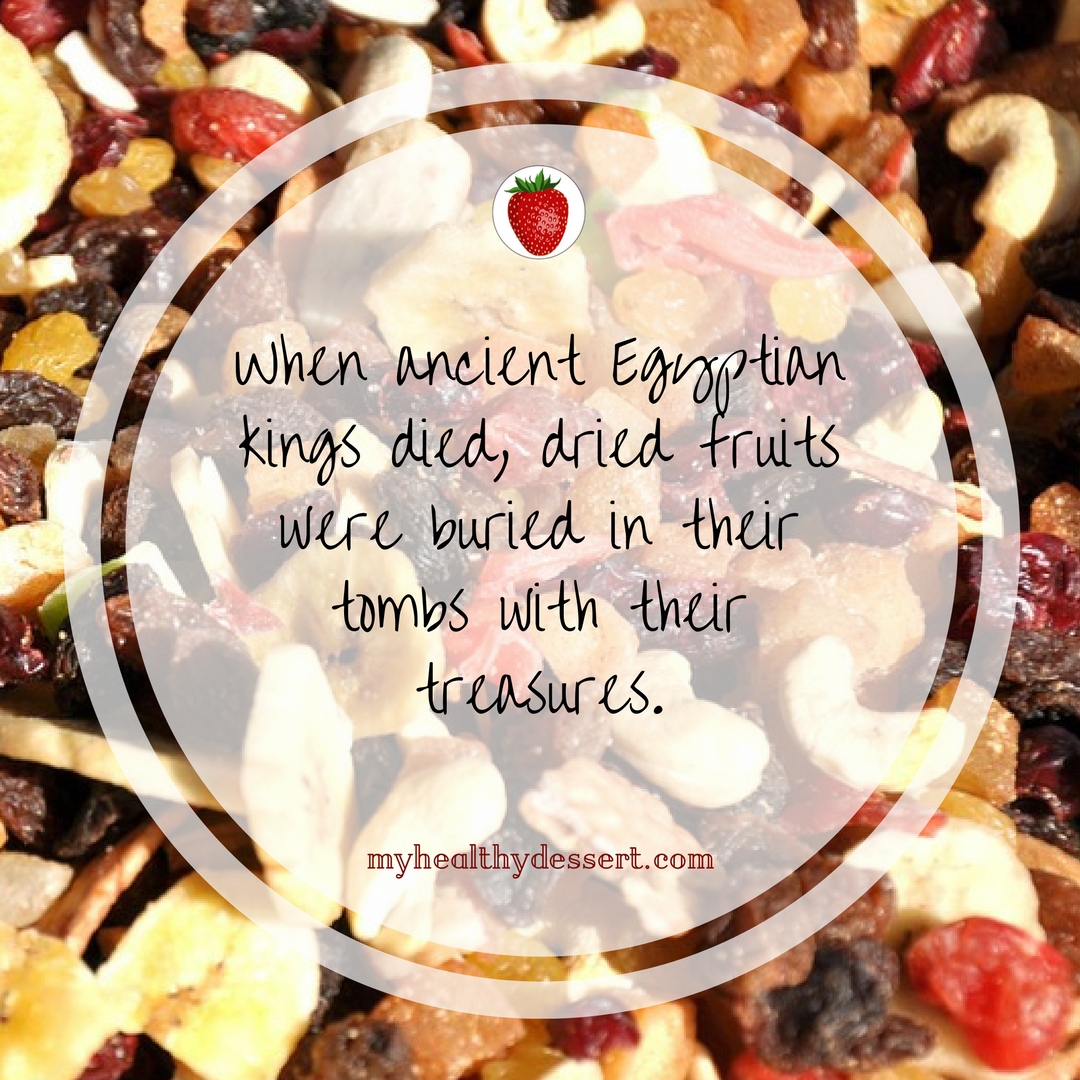 When ancient Egyptian
kings died, dried fruits
were buried in their
tombs with their
treasures.
myhealthydessert.com